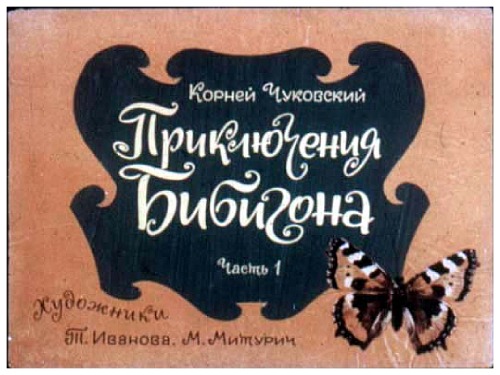 Корней Чуковский
Приключения
Бибигона
Часть 1
Художники
Т. Иванова. М. Митурич